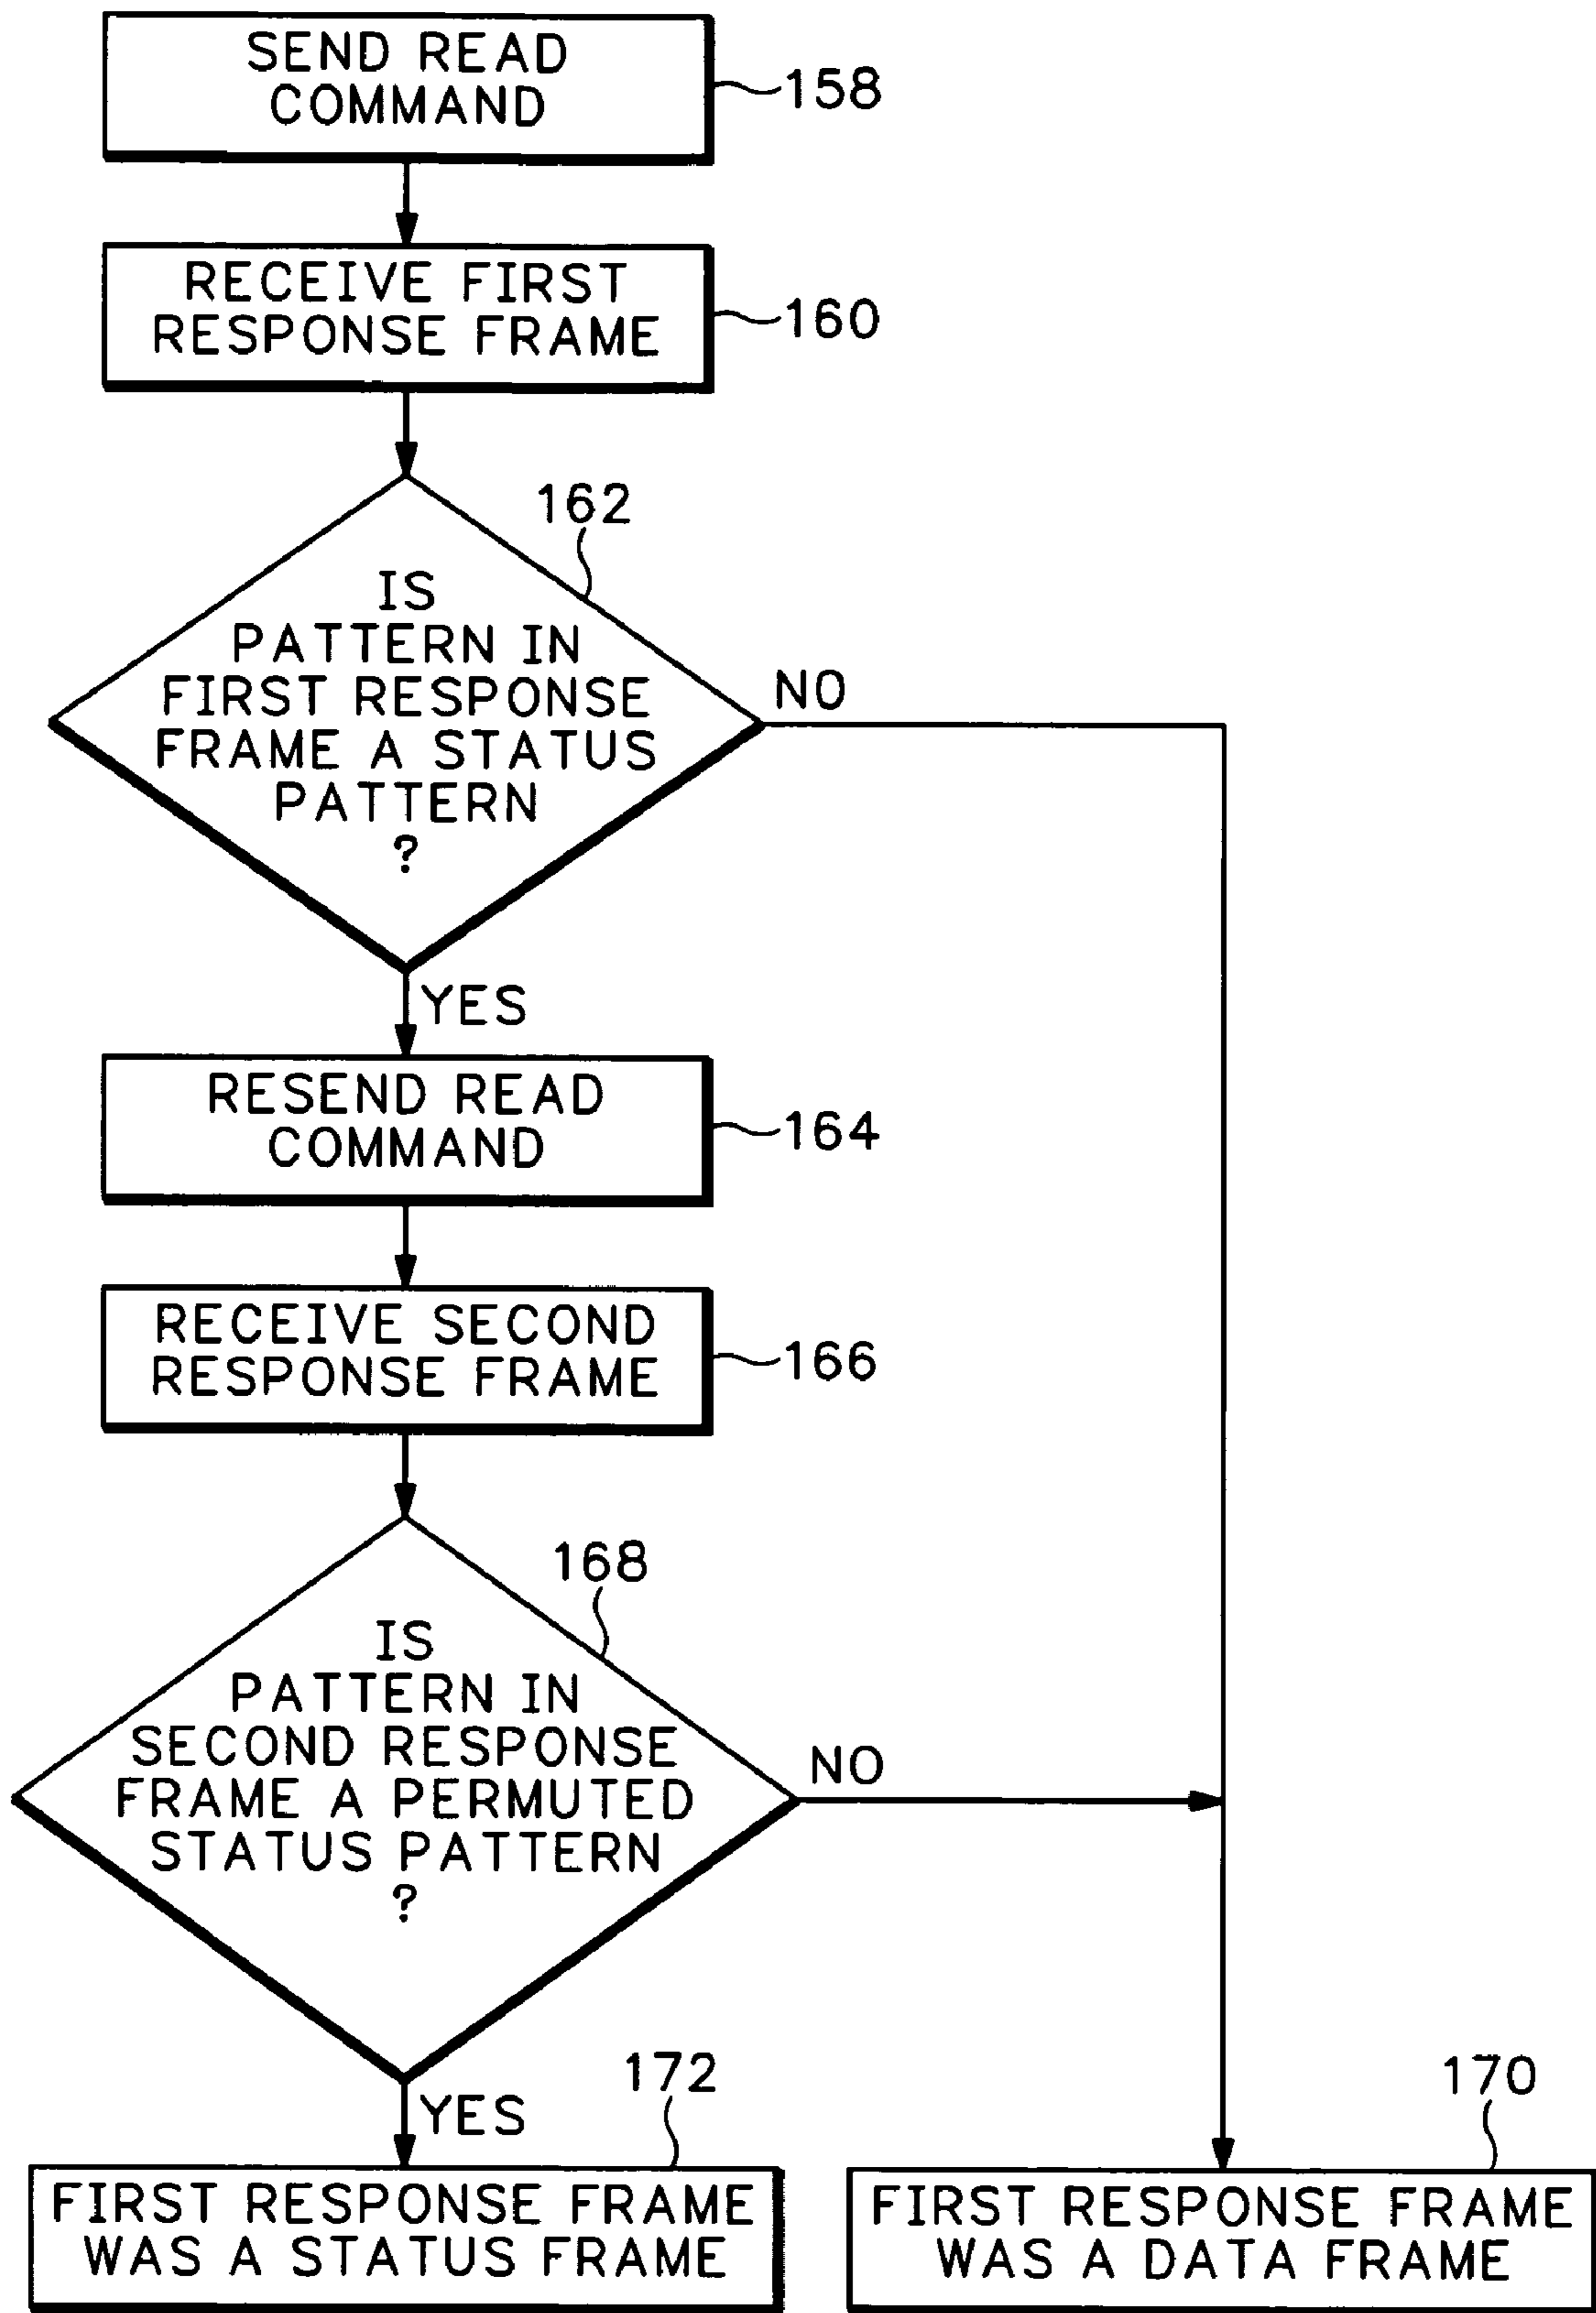 SEND READ
COMMAND
158
RECEIVE FIRST
RESPONSE FRAME
160
162
IS
PATTERN IN
FIRST RESPONSE
FRAME A STATUS
PATTERN
?
NO
YES
RESEND READ
COMMAND
164
RECEIVE SECOND
RESPONSE FRAME
166
168
IS
PATTERN IN
SECOND RESPONSE
FRAME A PERMUTED
STATUS PATTERN
?
NO
YES
172
FIRST RESPONSE FRAME
WAS A STATUS FRAME
170
FIRST RESPONSE FRAME
WAS A DATA FRAME